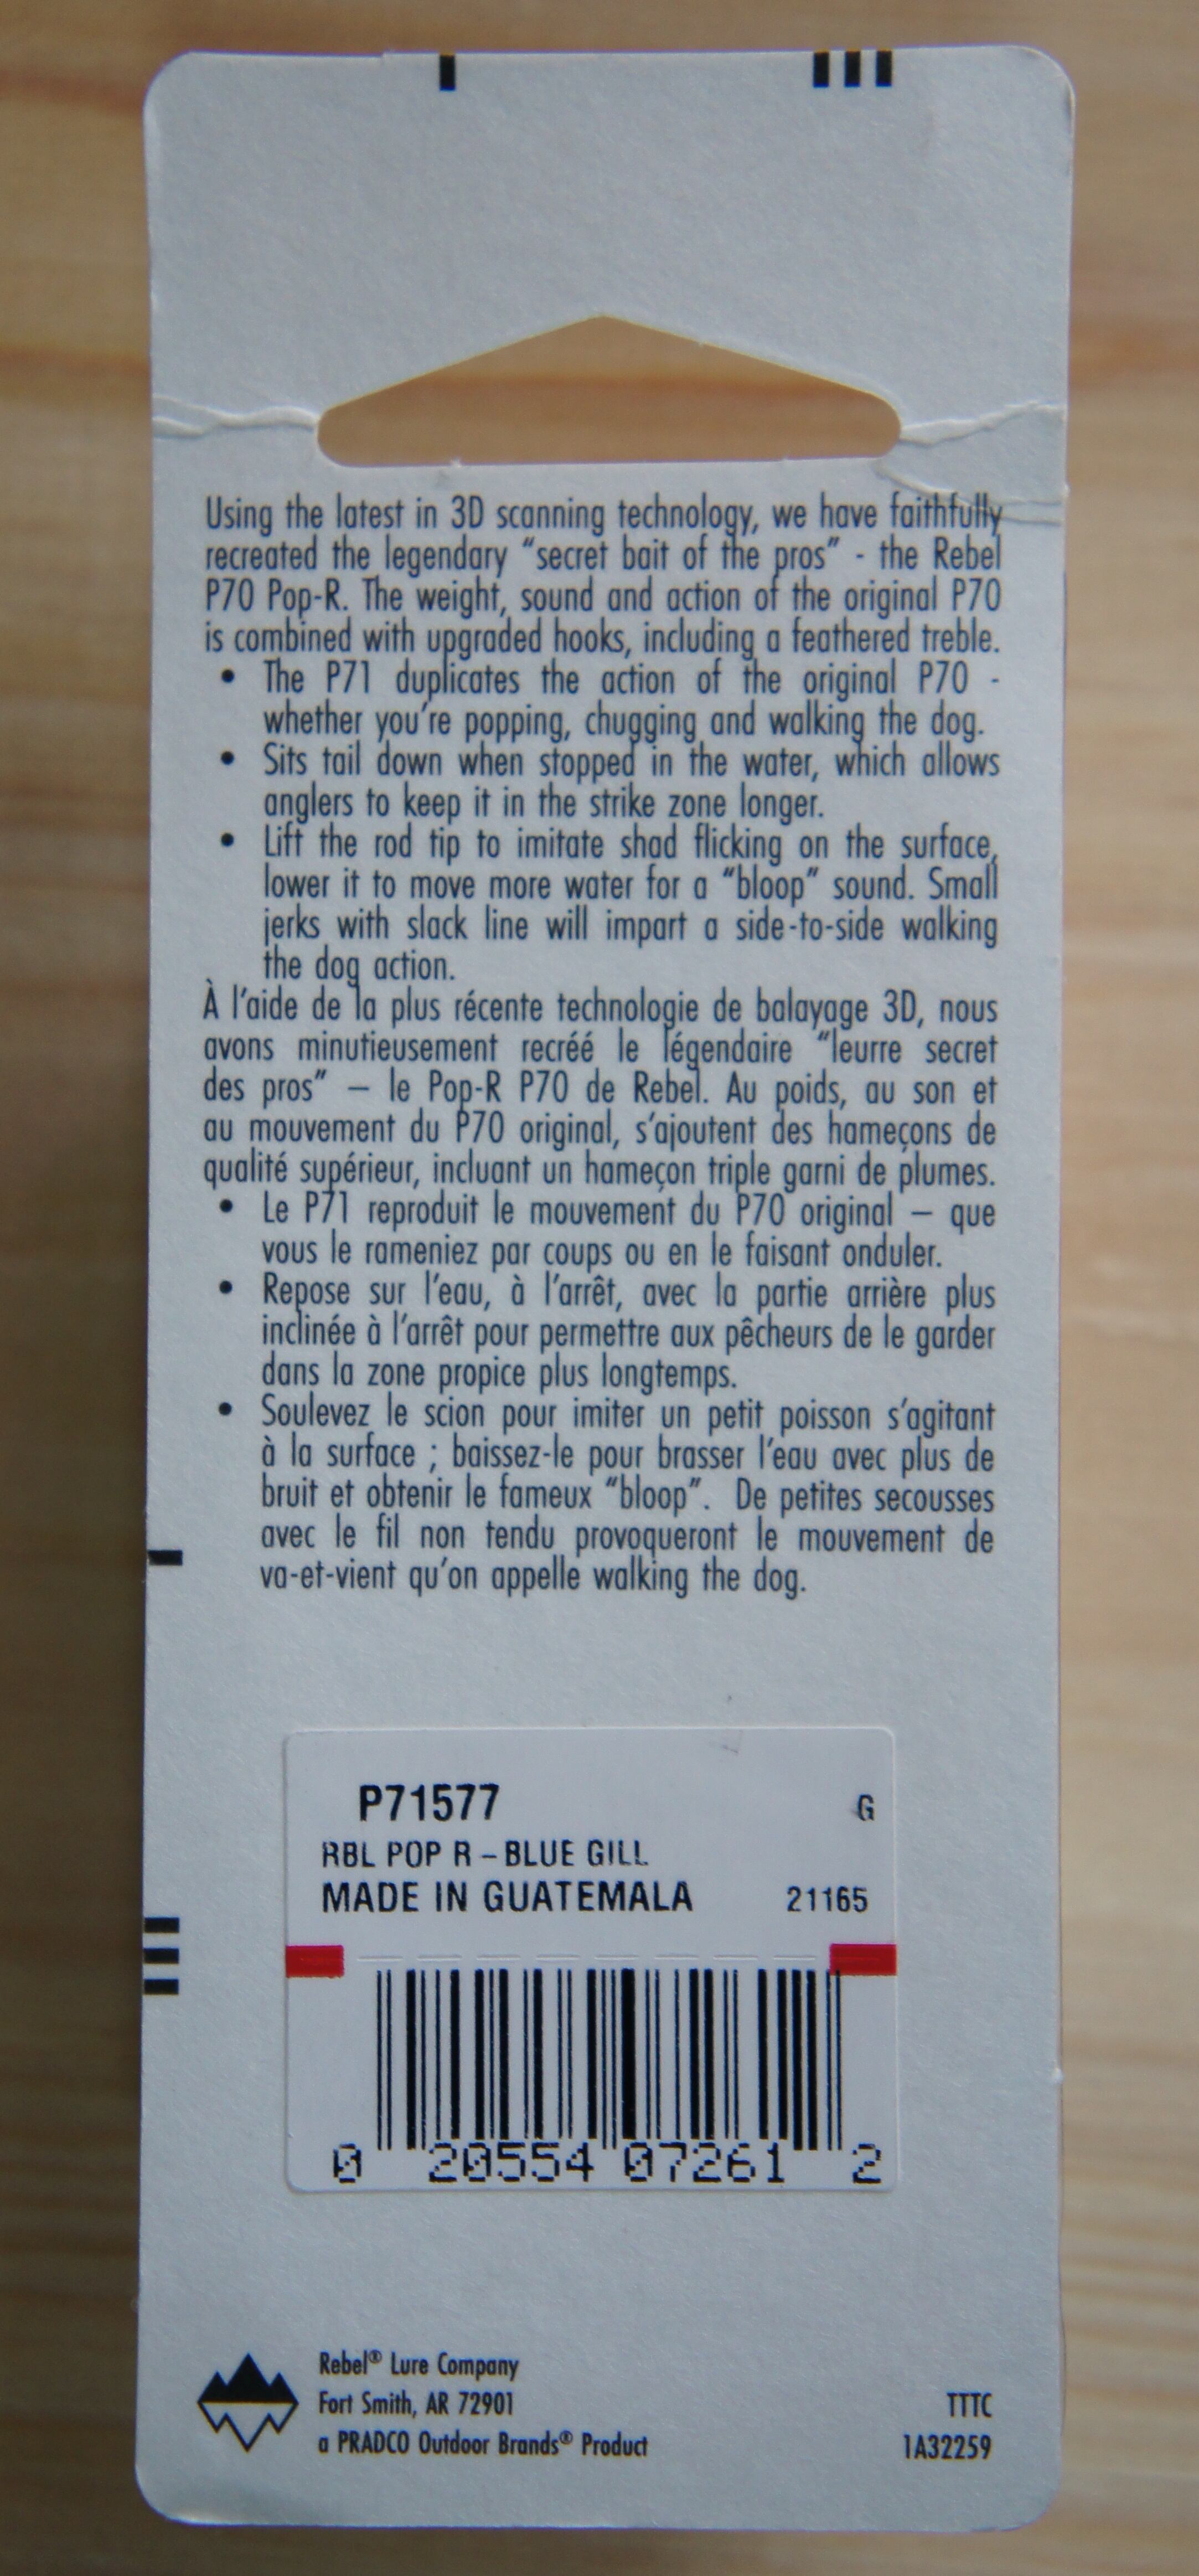 Using the latest in 3D scanning technology, we have faithfully
recreated the legendary “secret bait of the pros” - the Rebel
P70 Pop-R. The weight, sound and action of the original P70
is combined with upgraded hooks, including a feathered treble.
• The P71 duplicates the action of the original P70 -
whether you’re popping, chugging and walking the dog.
• Sits tail down when stopped in the water, which allows
anglers to keep it in the strike zone longer.
• Lift the rod tip to imitate shad flicking on the surface,
lower it to move more water for a “bloop” sound. Small
jerks with slack line will impart a side-to-side walking
the dog action.
À l’aide de la plus récente technologie de balayage 3D, nous
avons minutieusement recréé le légendaire “leurre secret
des pros” – le Pop-R P70 de Rebel. Au poids, au son et
au mouvement du P70 original, s’ajoutent des hameçons de
qualité supérieur, incluant un hameçon triple garni de plumes.
• Le P71 reproduit le mouvement du P70 original – que
vous le rameniez par coups ou en le faisant onduler.
• Repose sur l’eau, à l’arrêt, avec la partie arrière plus
inclinée à l’arrêt pour permettre aux pêcheurs de le garder
dans la zone propice plus longtemps.
• Soulevez le scion pour imiter un petit poisson s’agitant
à la surface ; baissez-le pour brasser l’eau avec plus de
bruit et obtenir le fameux “bloop”. De petites secousses
avec le fil non tendu provoqueront le mouvement de
va-et-vient qu’on appelle walking the dog.
P71577 G
RBL POP R – BLUE GILL
MADE IN GUATEMALA 21165
0 20554 07261 2
Rebel® Lure Company
Fort Smith, AR 72901 TTTC
a PRADCO Outdoor Brands® Product 1A32259